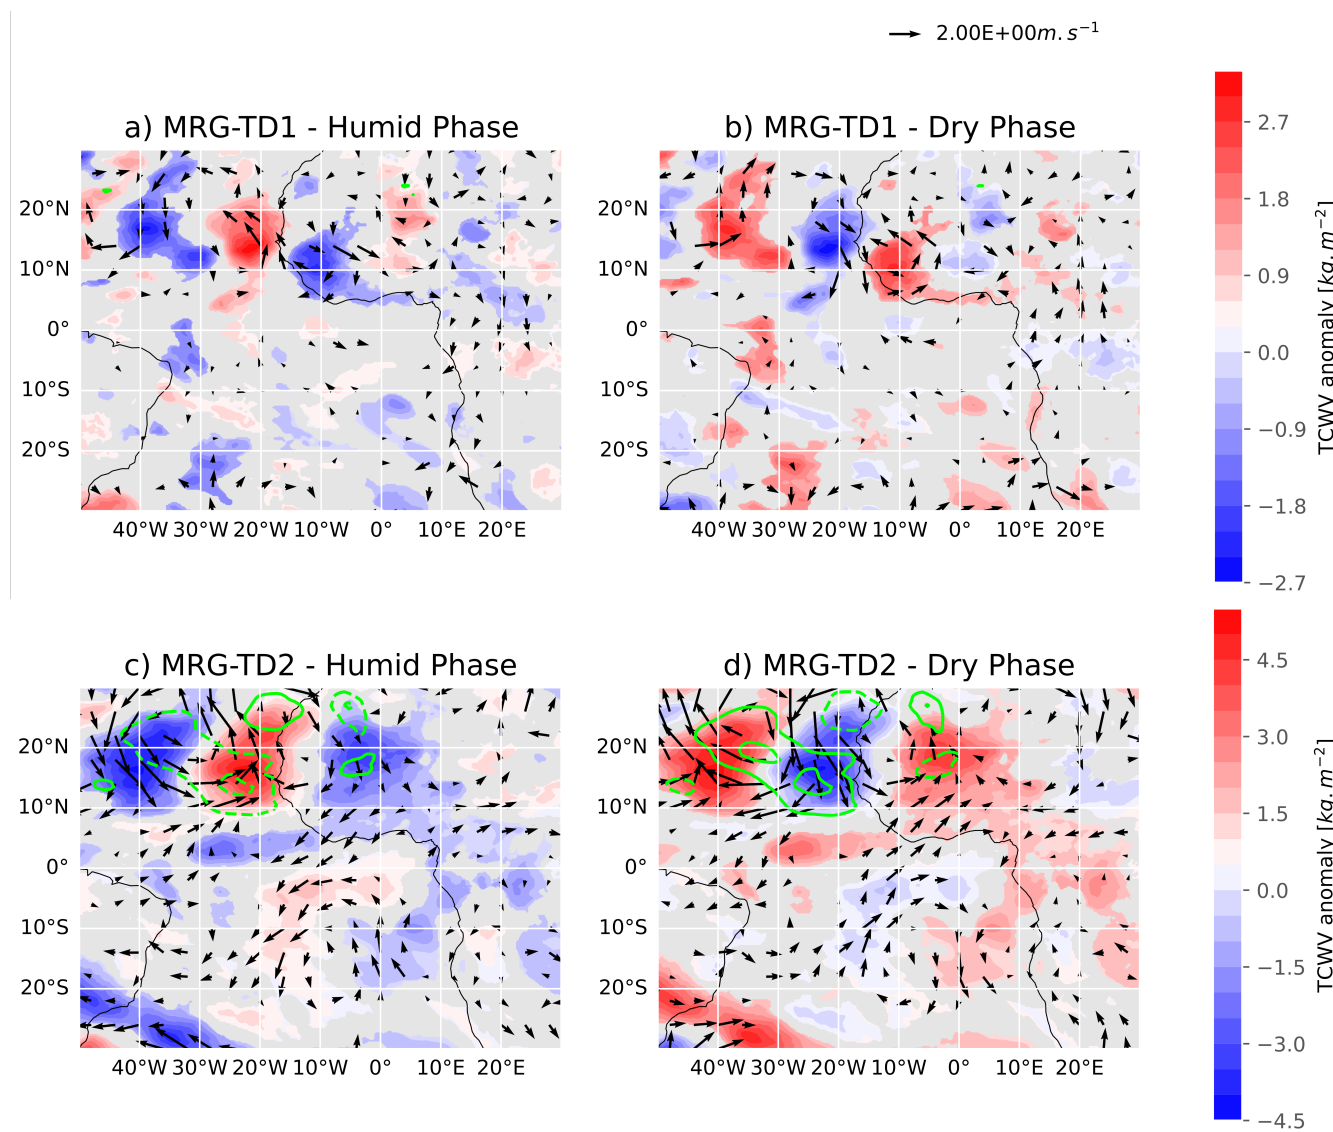 2.00E+00m.s⁻¹
a) MRG-TD1 - Humid Phase
b) MRG-TD1 - Dry Phase
20°N
10°N
0°
10°S
20°S
40°W 30°W 20°W 10°W 0° 10°E 20°E
20°N
10°N
0°
10°S
20°S
40°W 30°W 20°W 10°W 0° 10°E 20°E
2.7
1.8
0.9
0.0
−0.9
−1.8
−2.7
TCWV anomaly [kg.m⁻²]
c) MRG-TD2 - Humid Phase
d) MRG-TD2 - Dry Phase
20°N
10°N
0°
10°S
20°S
40°W 30°W 20°W 10°W 0° 10°E 20°E
20°N
10°N
0°
10°S
20°S
40°W 30°W 20°W 10°W 0° 10°E 20°E
4.5
3.0
1.5
0.0
−1.5
−3.0
−4.5
TCWV anomaly [kg.m⁻²]